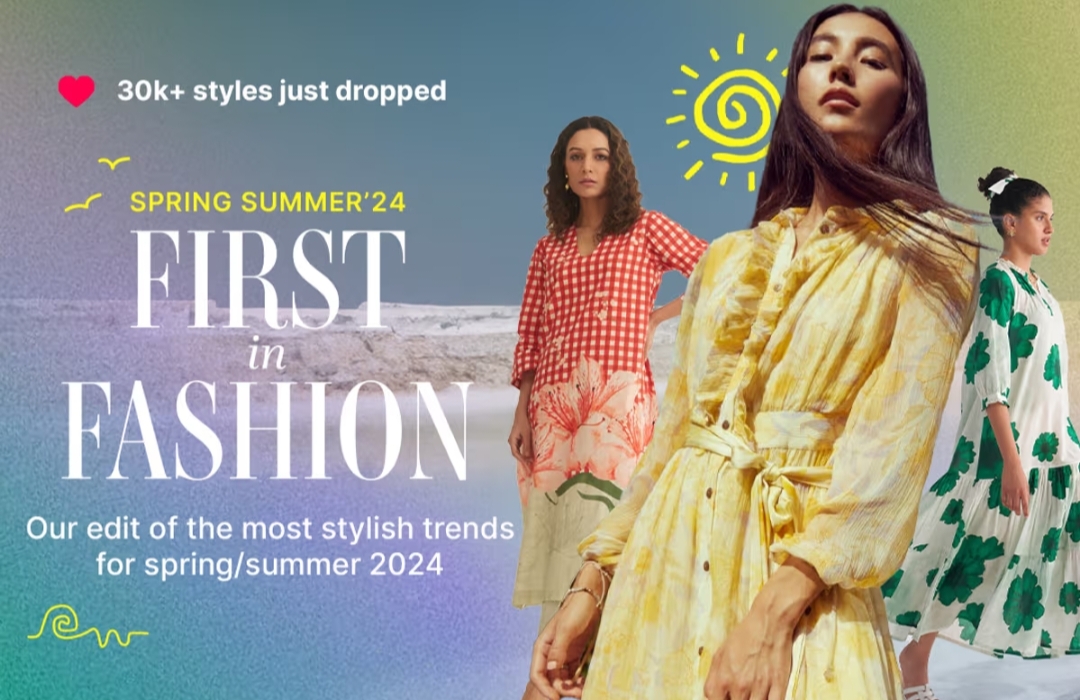 30k+ styles just dropped
SPRING SUMMER'24
FIRST
in
FASHION
Our edit of the most stylish trends
for spring/summer 2024